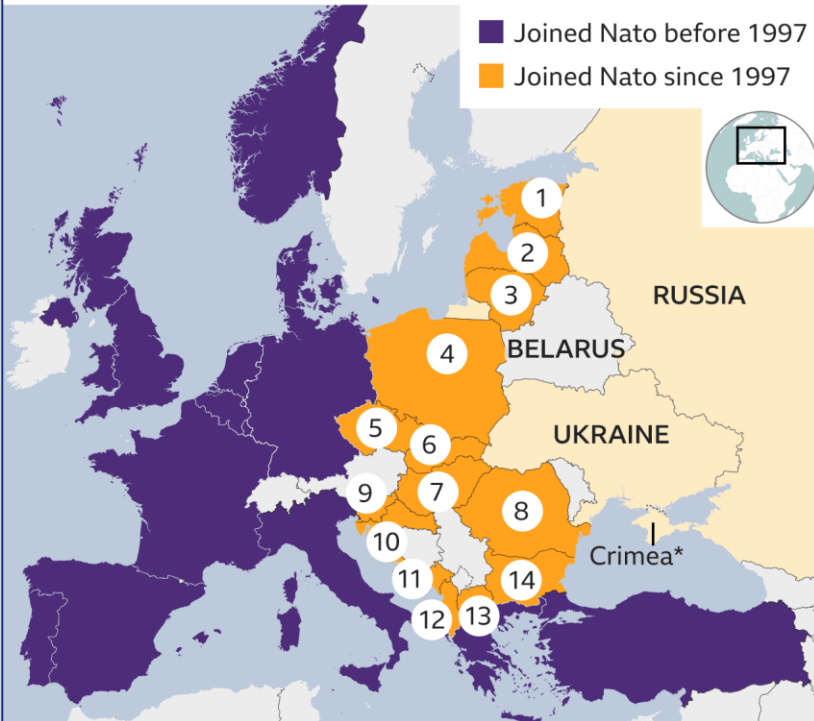 Joined Nato before 1997
Joined Nato since 1997
1
2
3
RUSSIA
4
BELARUS
5
6
UKRAINE
7
9
8
10
Crimea*
11
14
12
13